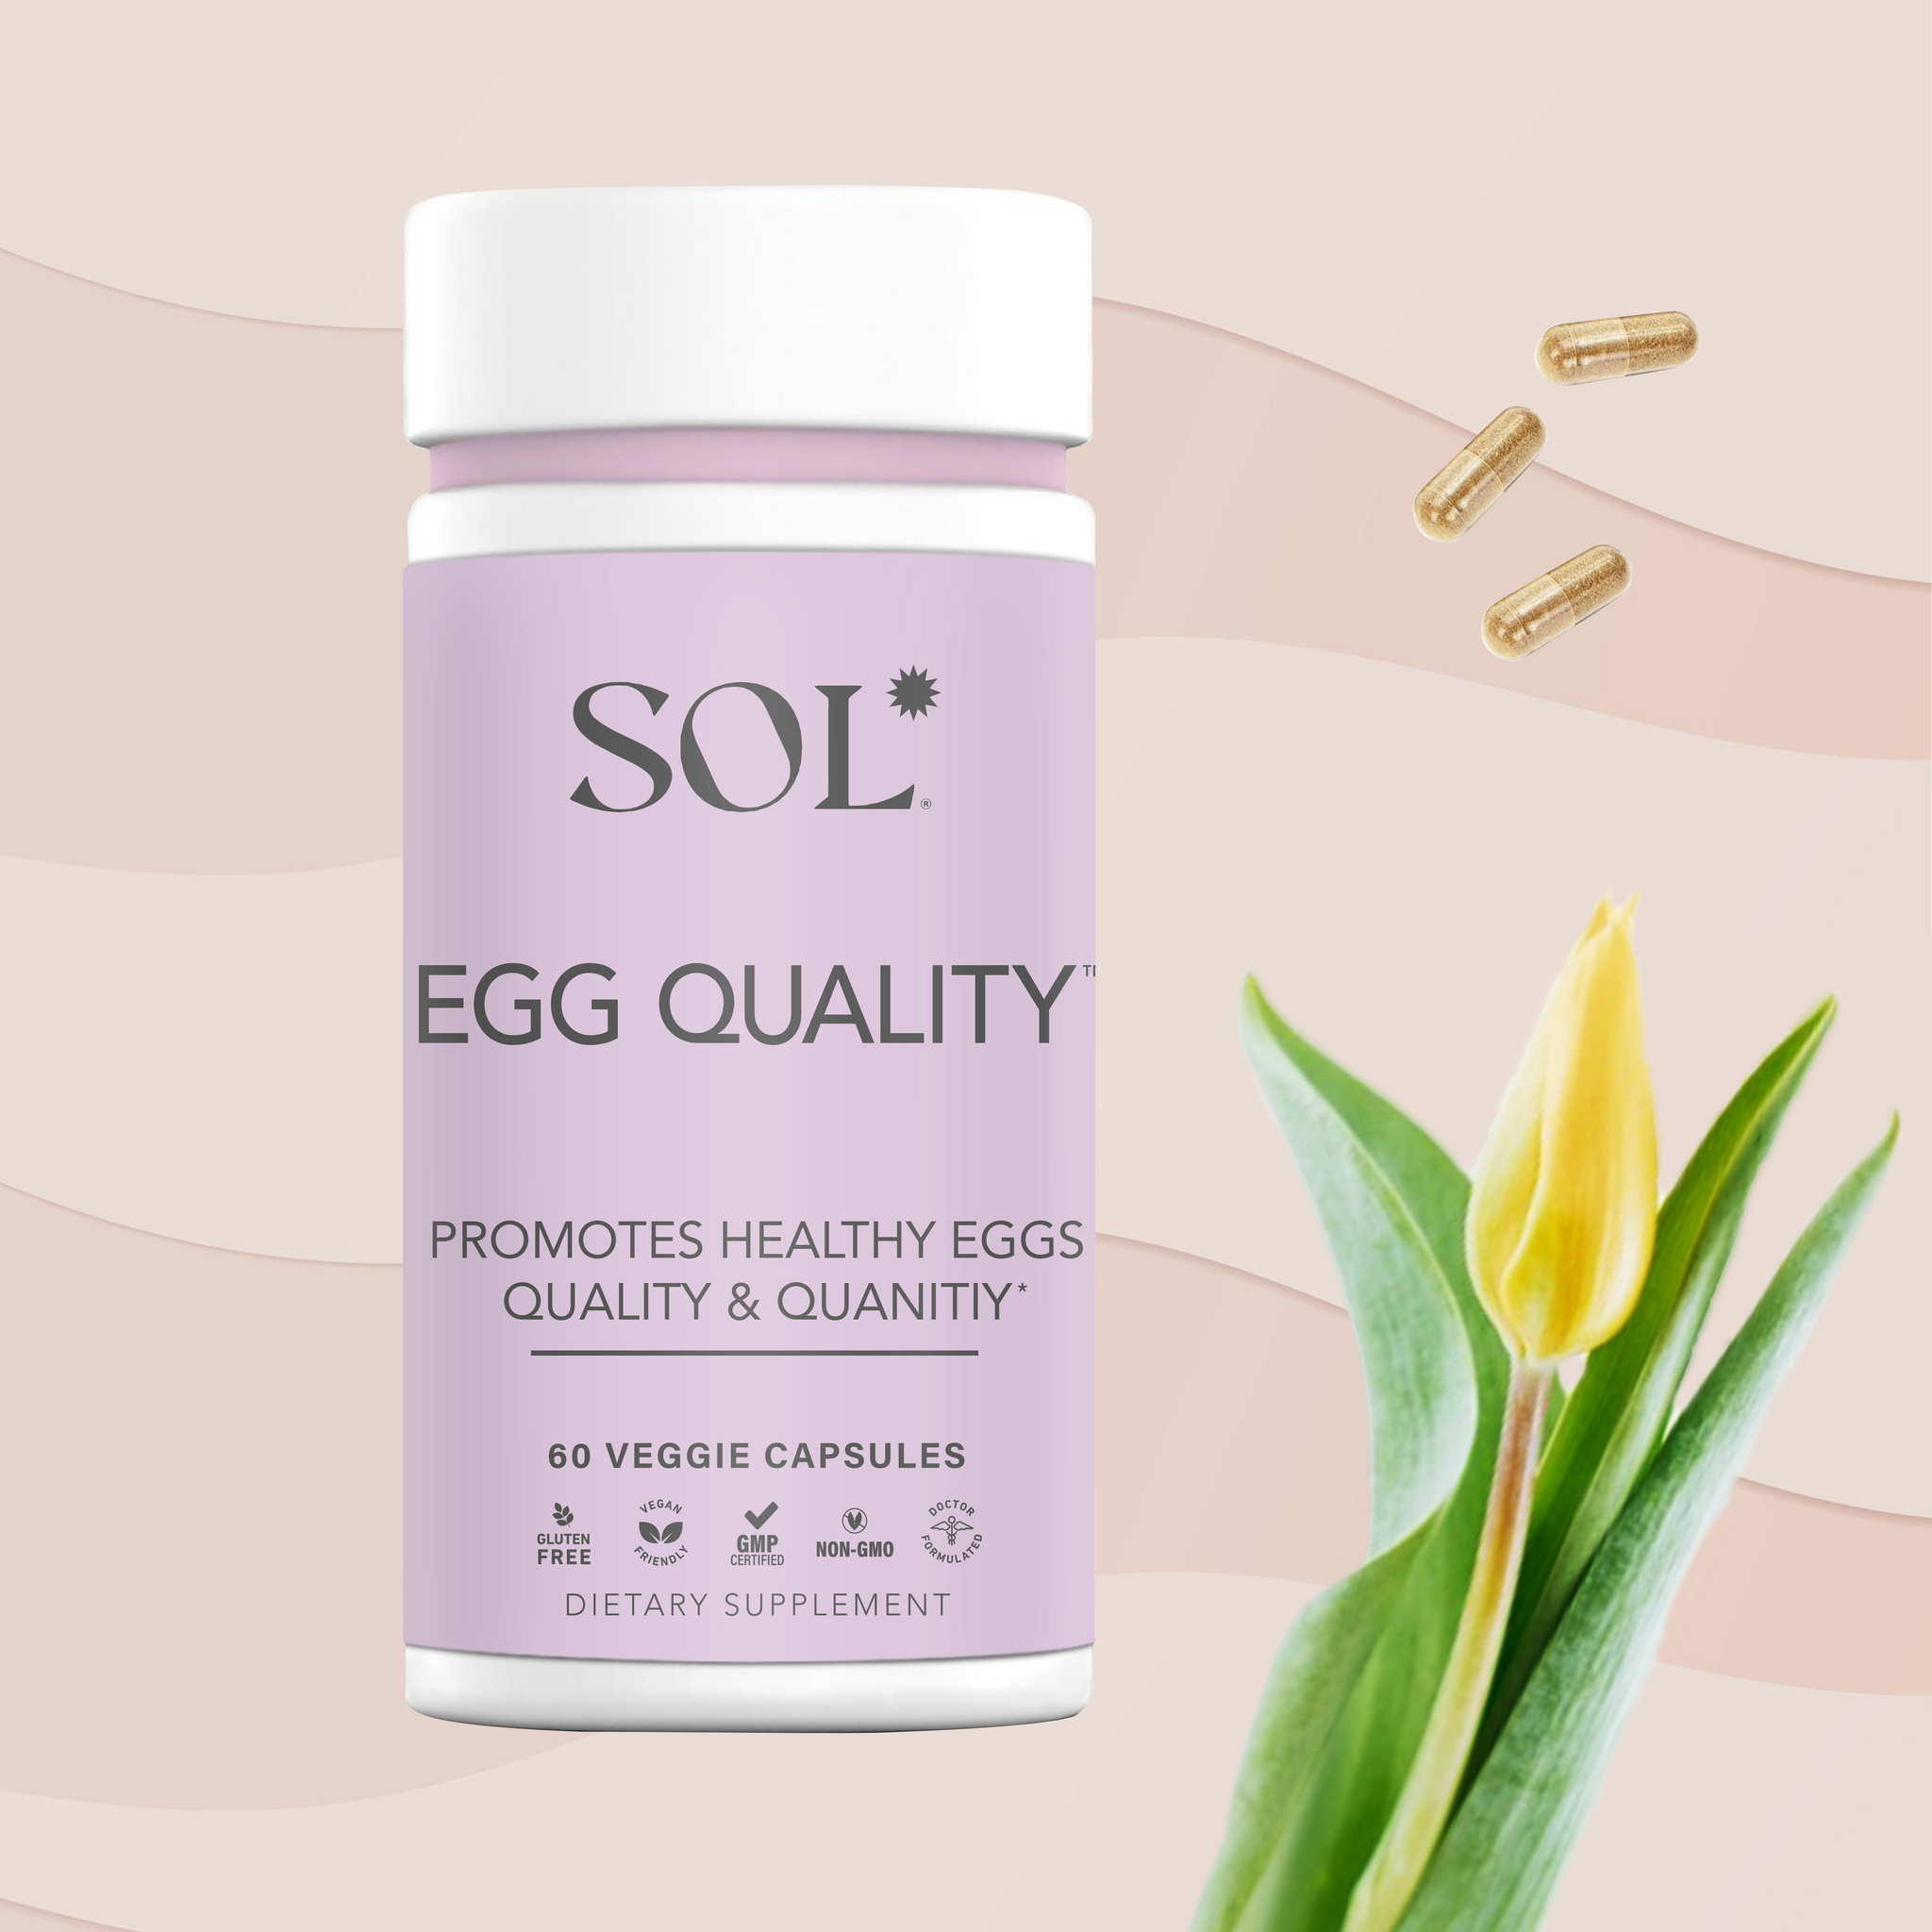 SOL*®
EGG QUALITY™
PROMOTES HEALTHY EGGS
QUALITY & QUANITIY*
60 VEGGIE CAPSULES
GLUTEN
FREE
VEGAN
FRIENDLY
GMP
CERTIFIED
NON-GMO
DOCTOR
FORMULATED
DIETARY SUPPLEMENT